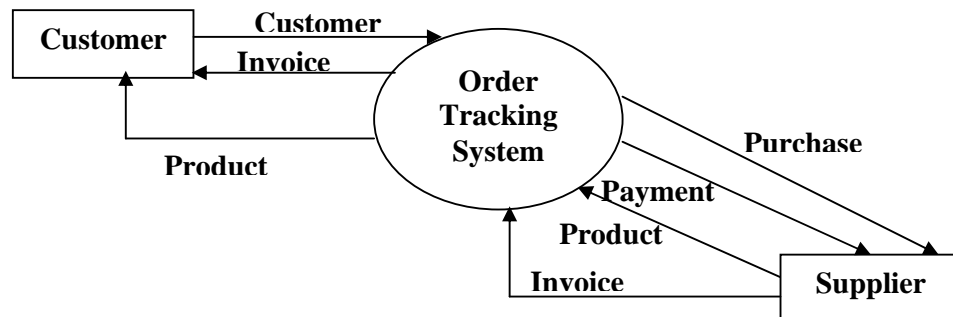 Customer
Customer
Invoice
Order
Tracking
System
Product
Purchase
Payment
Product
Invoice
Supplier